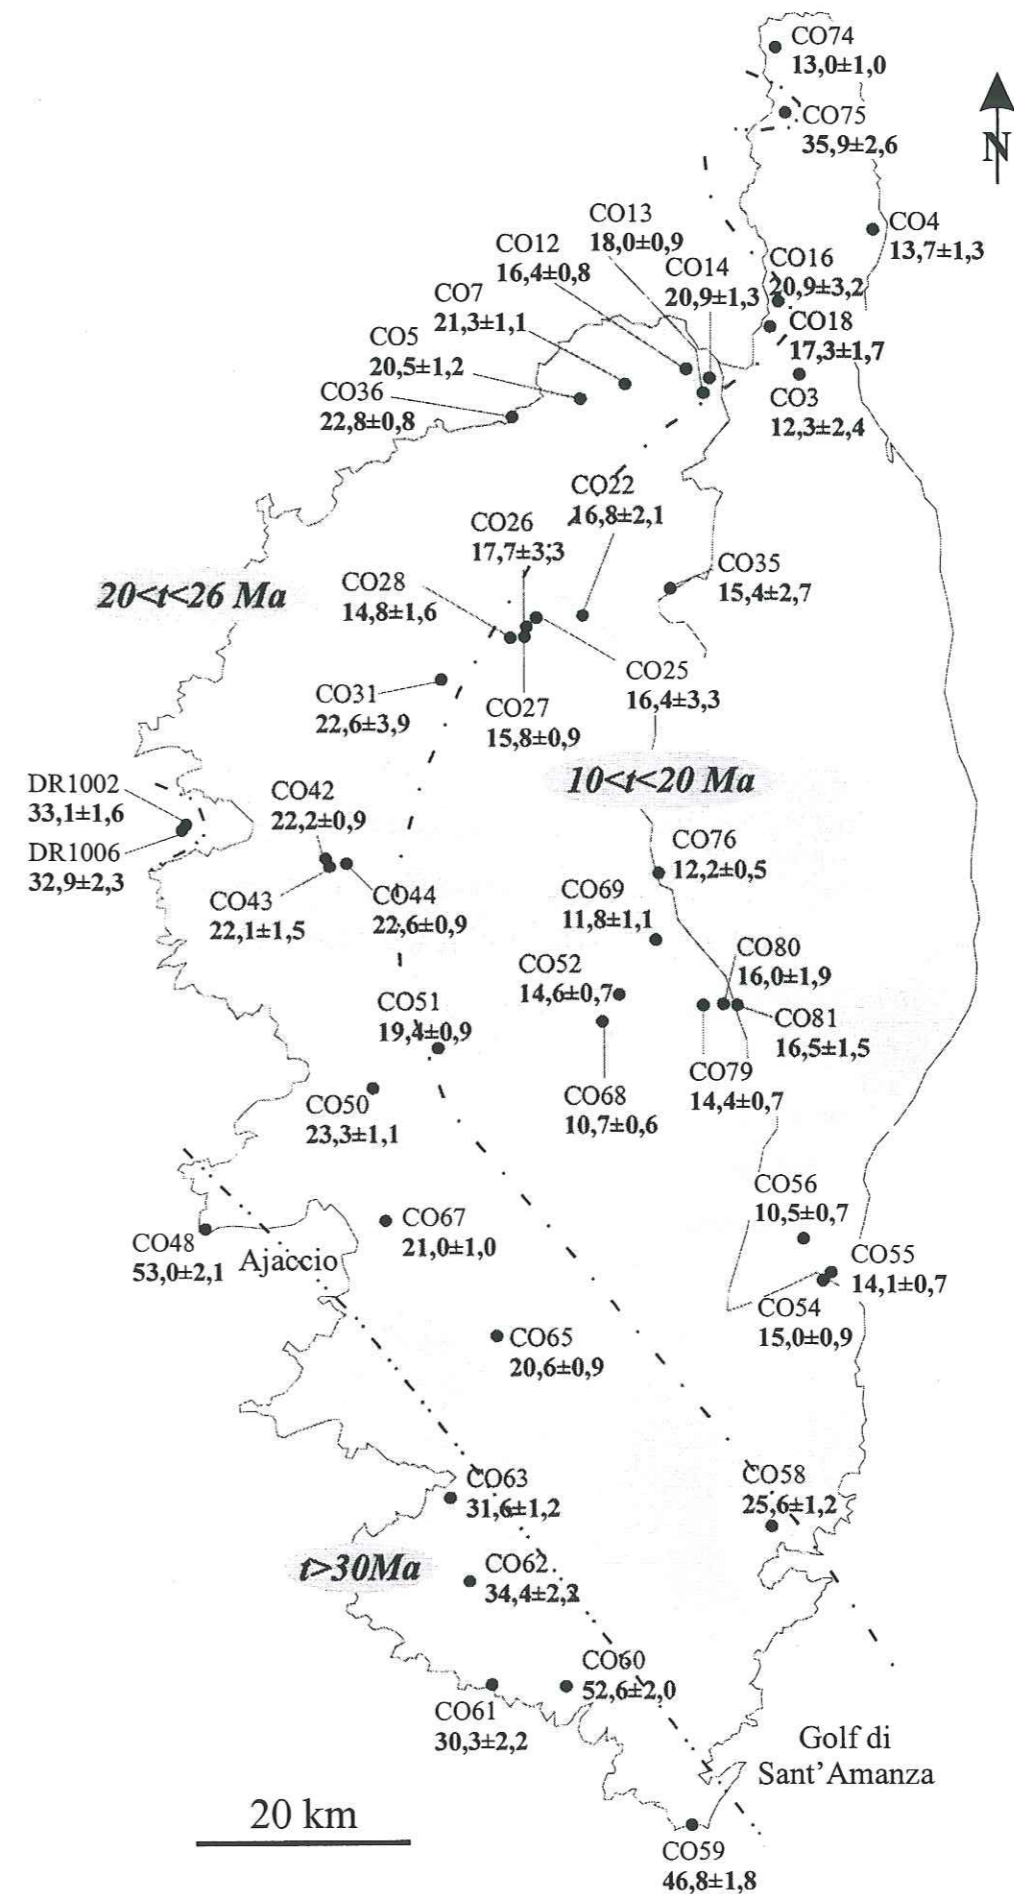 CO74
13,0±1,0
CO75
35,9±2,6
N
CO4
13,7±1,3
CO13
18,0±0,9
CO12
16,4±0,8
CO14
20,9±1,3
CO16
20,9±3,2
CO7
21,3±1,1
CO18
17,3±1,7
CO5
20,5±1,2
CO3
12,3±2,4
CO36
22,8±0,8
CO22
16,8±2,1
CO26
17,7±3,3
CO35
15,4±2,7
20<t<26 Ma
CO28
14,8±1,6
CO25
16,4±3,3
CO31
22,6±3,9
CO27
15,8±0,9
10<t<20 Ma
DR1002
33,1±1,6
CO42
22,2±0,9
DR1006
32,9±2,3
CO76
12,2±0,5
CO43
22,1±1,5
CO44
22,6±0,9
CO69
11,8±1,1
CO80
16,0±1,9
CO52
14,6±0,7
CO51
19,4±0,9
CO81
16,5±1,5
CO79
14,4±0,7
CO68
10,7±0,6
CO50
23,3±1,1
CO56
10,5±0,7
CO67
21,0±1,0
CO48
53,0±2,1
Ajaccio
CO55
14,1±0,7
CO54
15,0±0,9
CO65
20,6±0,9
CO63
31,6±1,2
CO58
25,6±1,2
t>30Ma
CO62
34,4±2,2
CO60
52,6±2,0
CO61
30,3±2,2
Golf di
Sant'Amanza
20 km
CO59
46,8±1,8